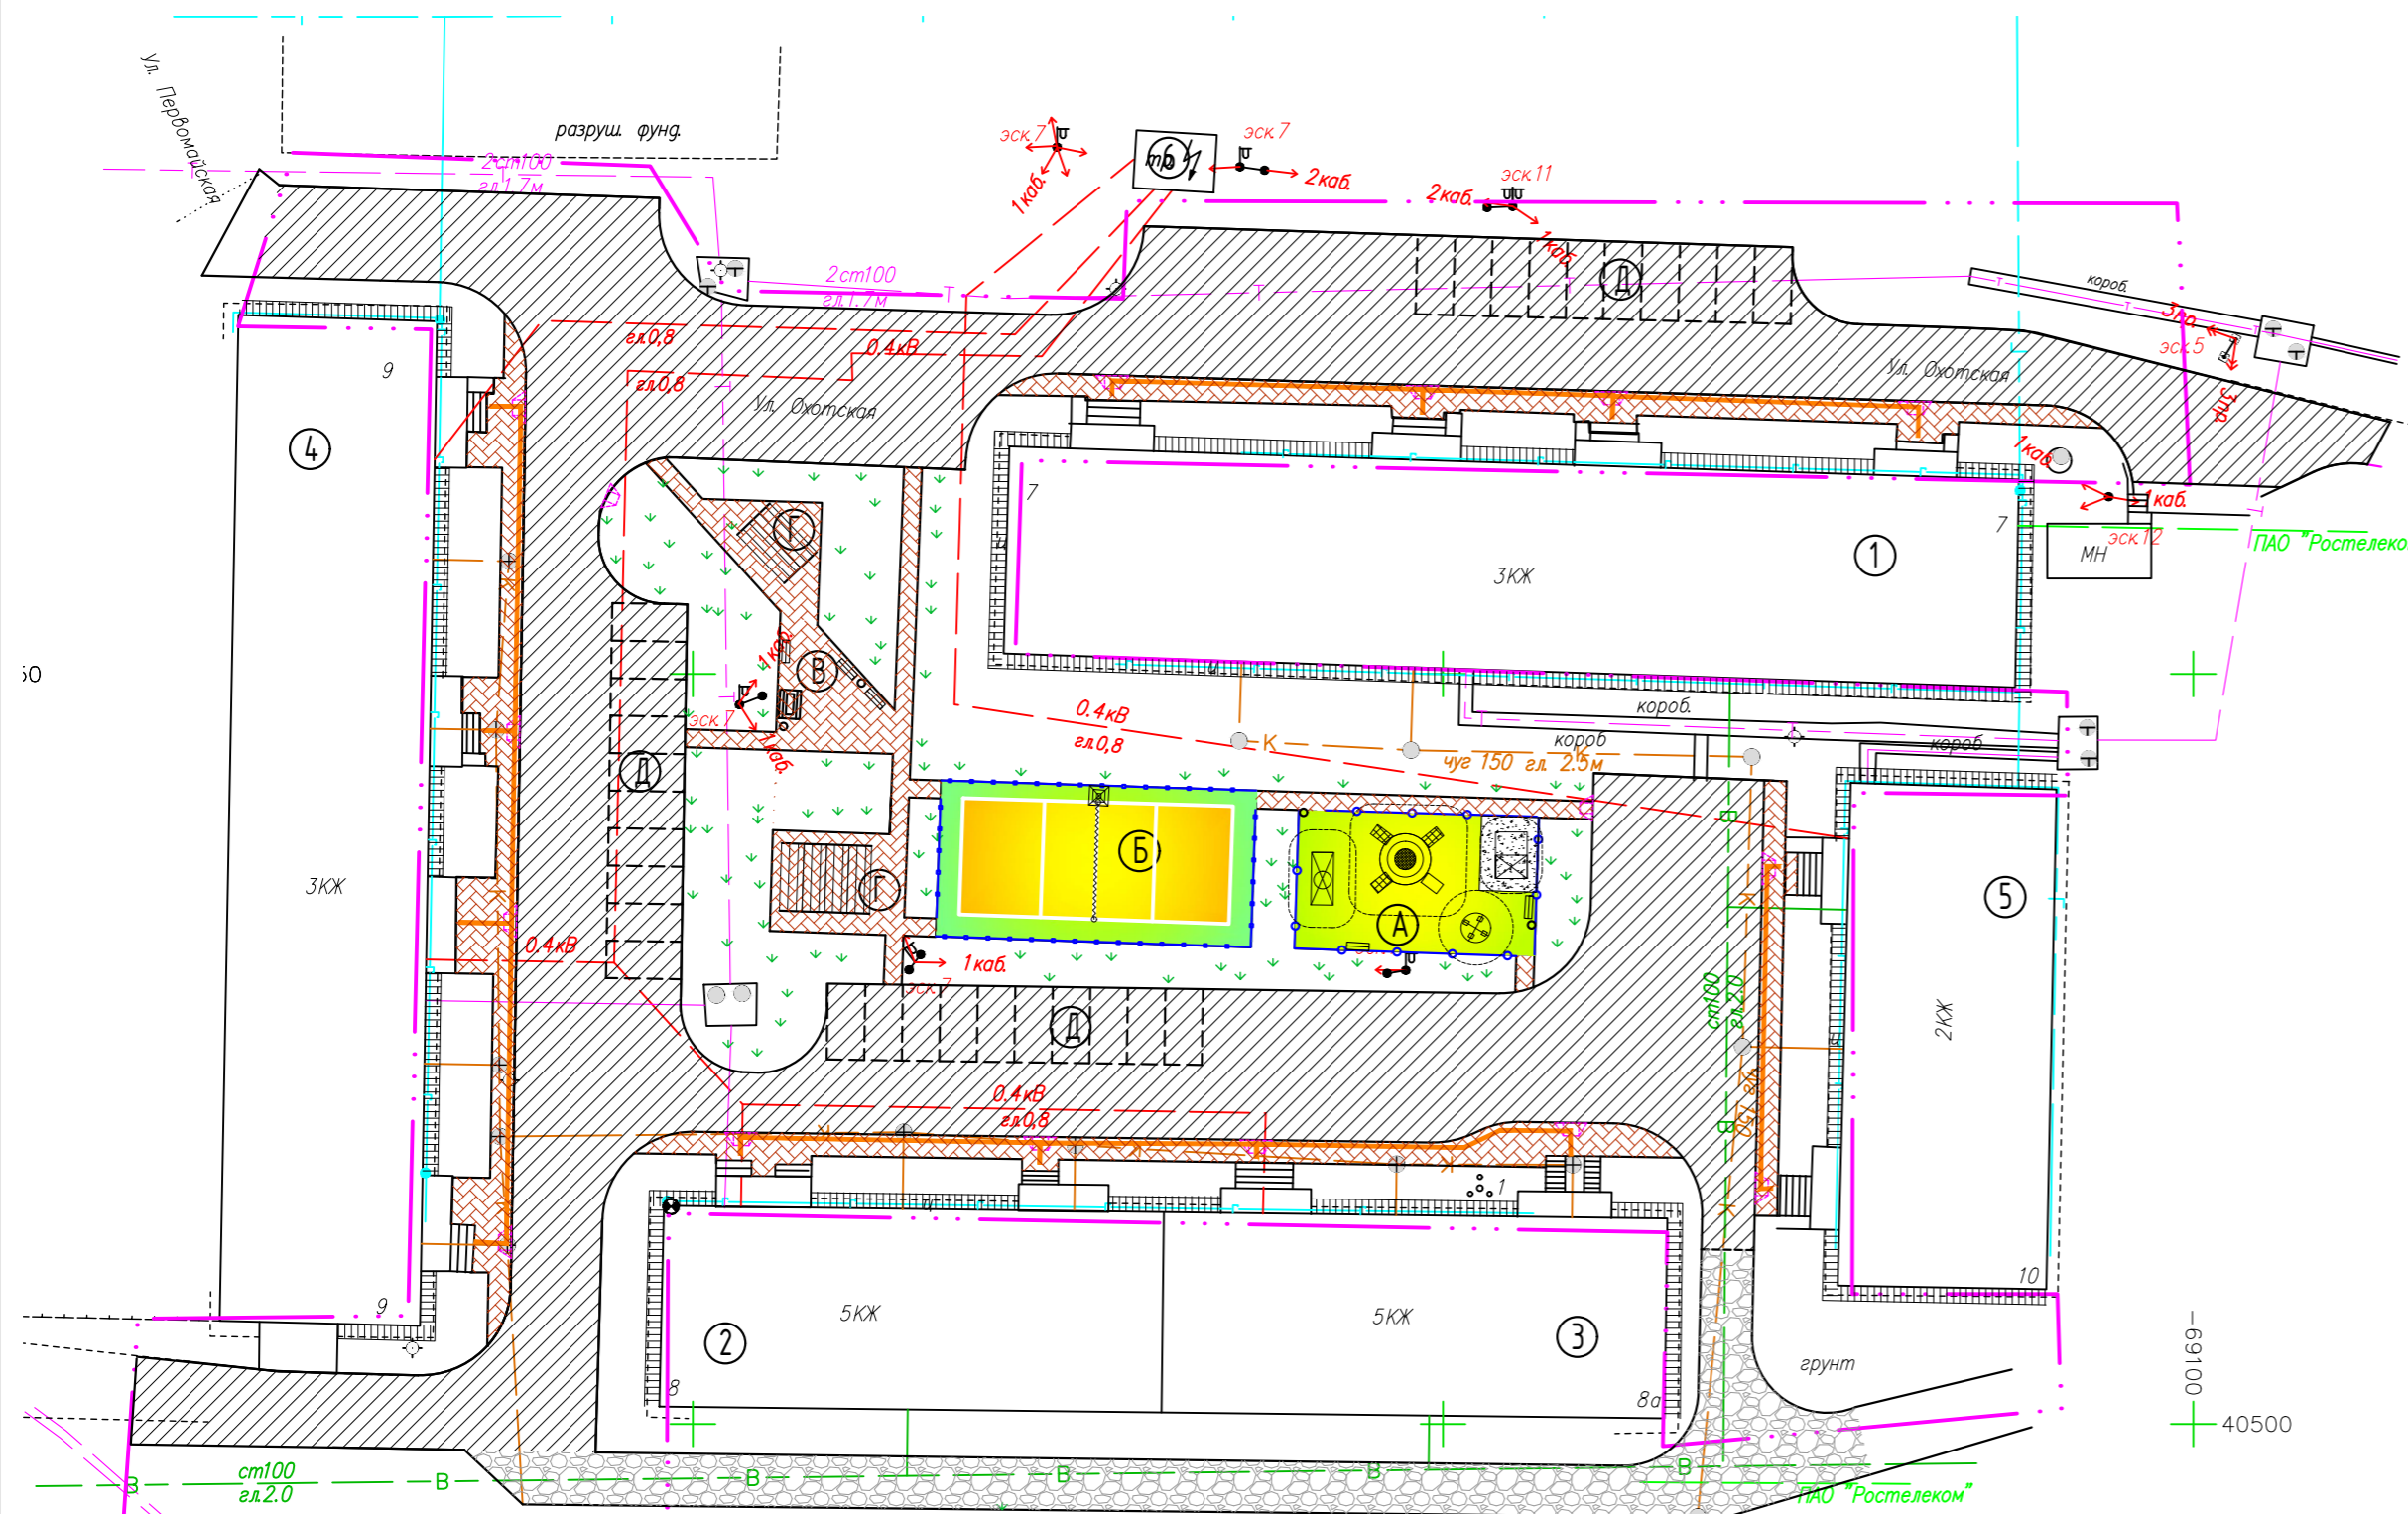 Ул. Первомайская
разруш. фунд.
2ст100
гл.1.7м
эск.7
1каб.
тр
6
эск.7
2каб.
эск.11
2каб.
1каб.
2ст100
гл.1.7м
Т
Т
Т
Д
короб.
Т
Т
3пр
эск.5
3пр
гл.0,8
0.4кВ
гл.0,8
Ул. Охотская
Ул. Охотская
9
4
7
7
1
3КЖ
1каб.
1каб.
эск.12
МН
ПАО "Ростелеко
Г
50
1каб.
В
эск.7
1каб.
0.4кВ
гл.0,8
короб.
короб
короб
К
К
чуг 150 гл. 2.5м
Д
Б
А
Г
3КЖ
5
2КЖ
0.4кВ
1каб.
эск.7
Д
ст100
гл.2.0
В
К
0.4кВ
гл.0,8
К
К
К
В
К
1
10
9
5КЖ
5КЖ
2
3
8
8а
грунт
-69100
40500
ст100
гл.2.0
В
В
В
В
В
В
ПАО "Ростелеком"